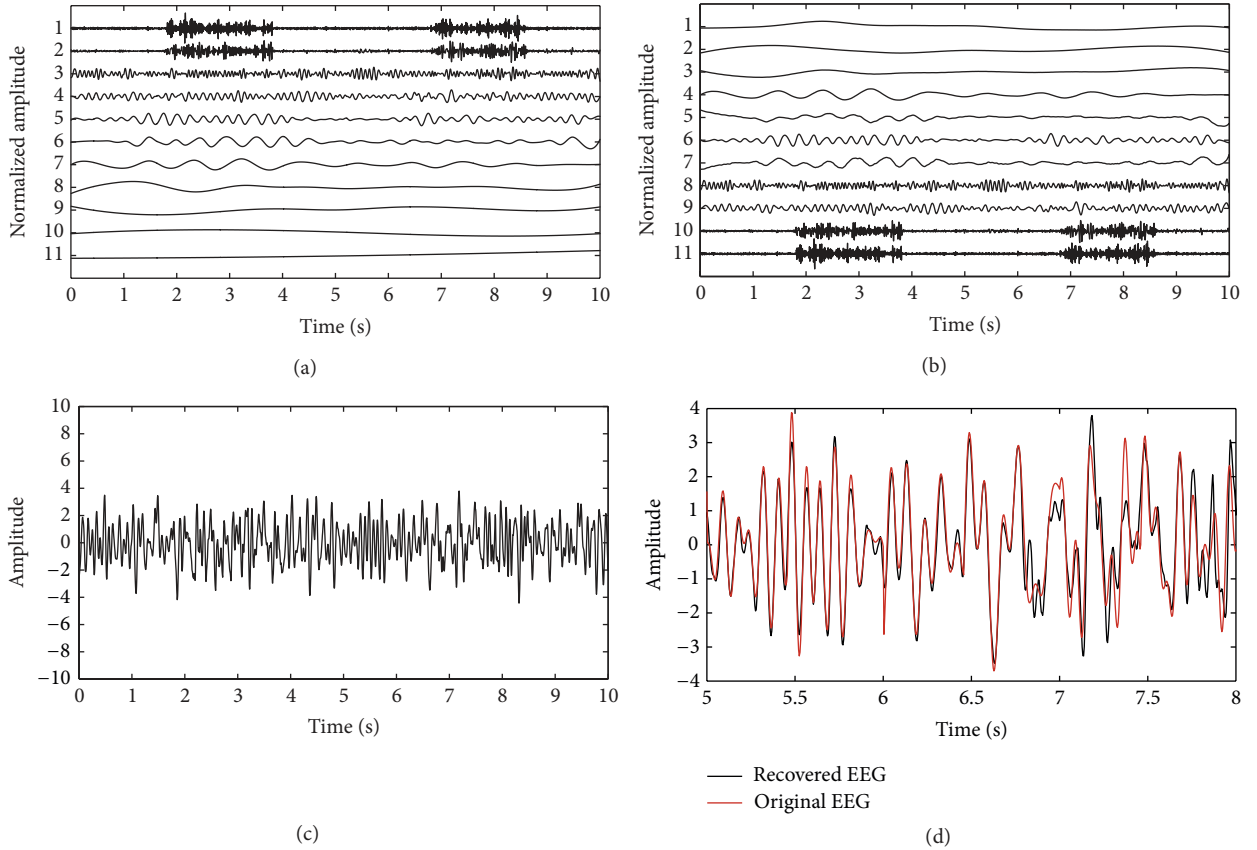 Normalized amplitude
1
2
3
4
5
6
7
8
9
10
11
0 1 2 3 4 5 6 7 8 9 10
Time (s)
(a)
Normalized amplitude
1
2
3
4
5
6
7
8
9
10
11
0 1 2 3 4 5 6 7 8 9 10
Time (s)
(b)
Amplitude
10
8
6
4
2
0
−2
−4
−6
−8
−10
0 1 2 3 4 5 6 7 8 9 10
Time (s)
(c)
Amplitude
4
3
2
1
0
−1
−2
−3
−4
5 5.5 6 6.5 7 7.5 8
Time (s)
Recovered EEG
Original EEG
(d)